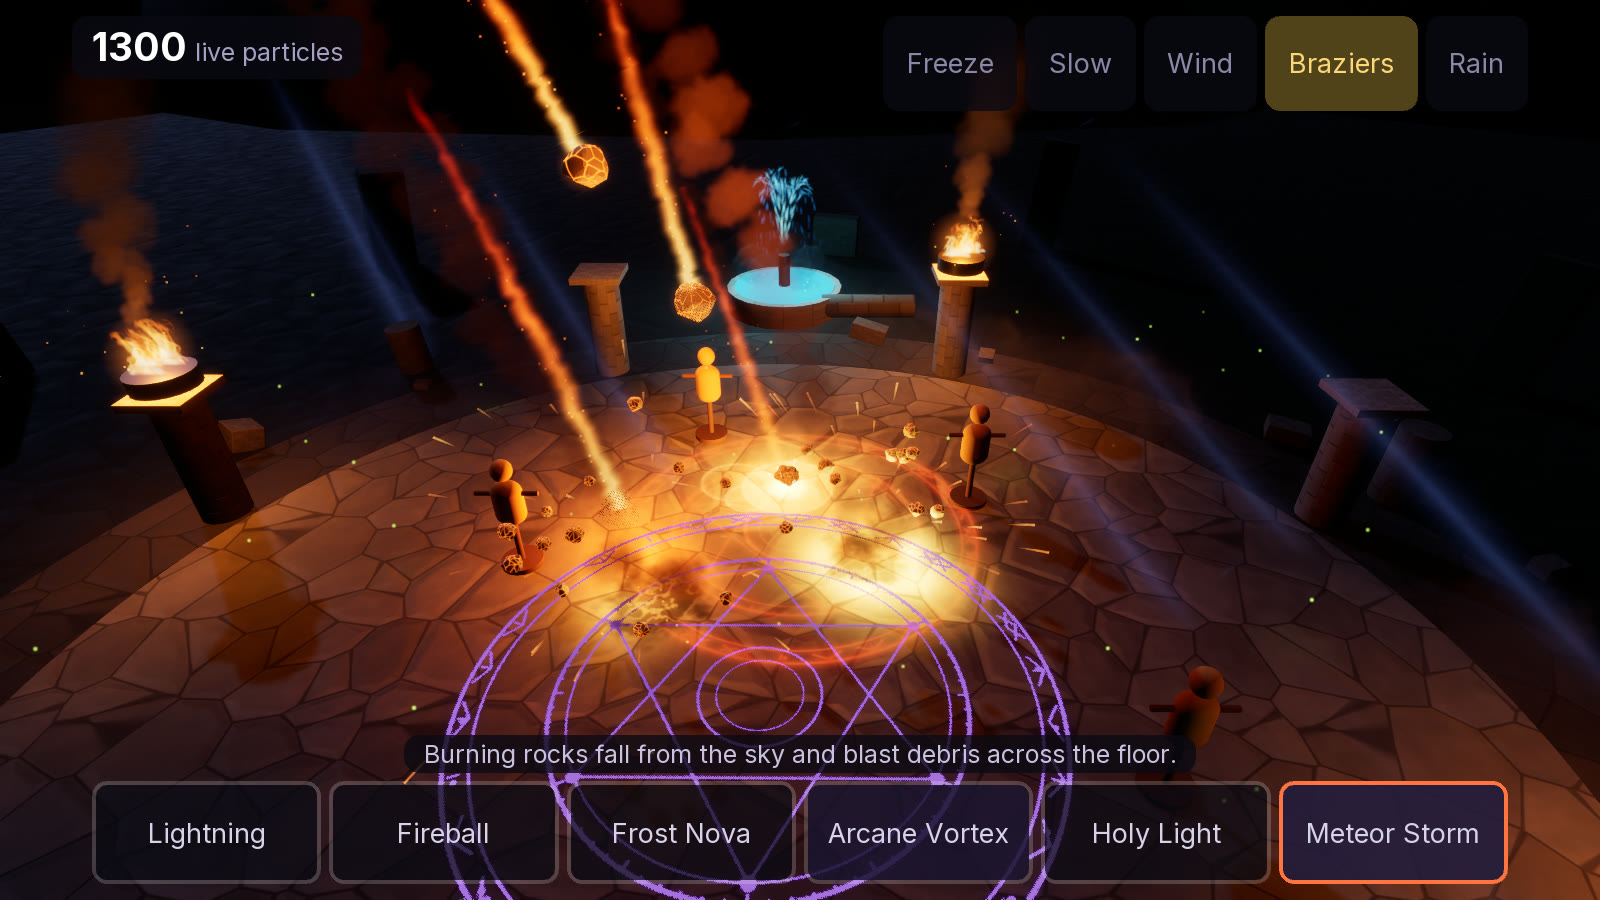 1300 live particles
Freeze
Slow
Wind
Braziers
Rain
Burning rocks fall from the sky and blast debris across the floor.
Lightning
Fireball
Frost Nova
Arcane Vortex
Holy Light
Meteor Storm